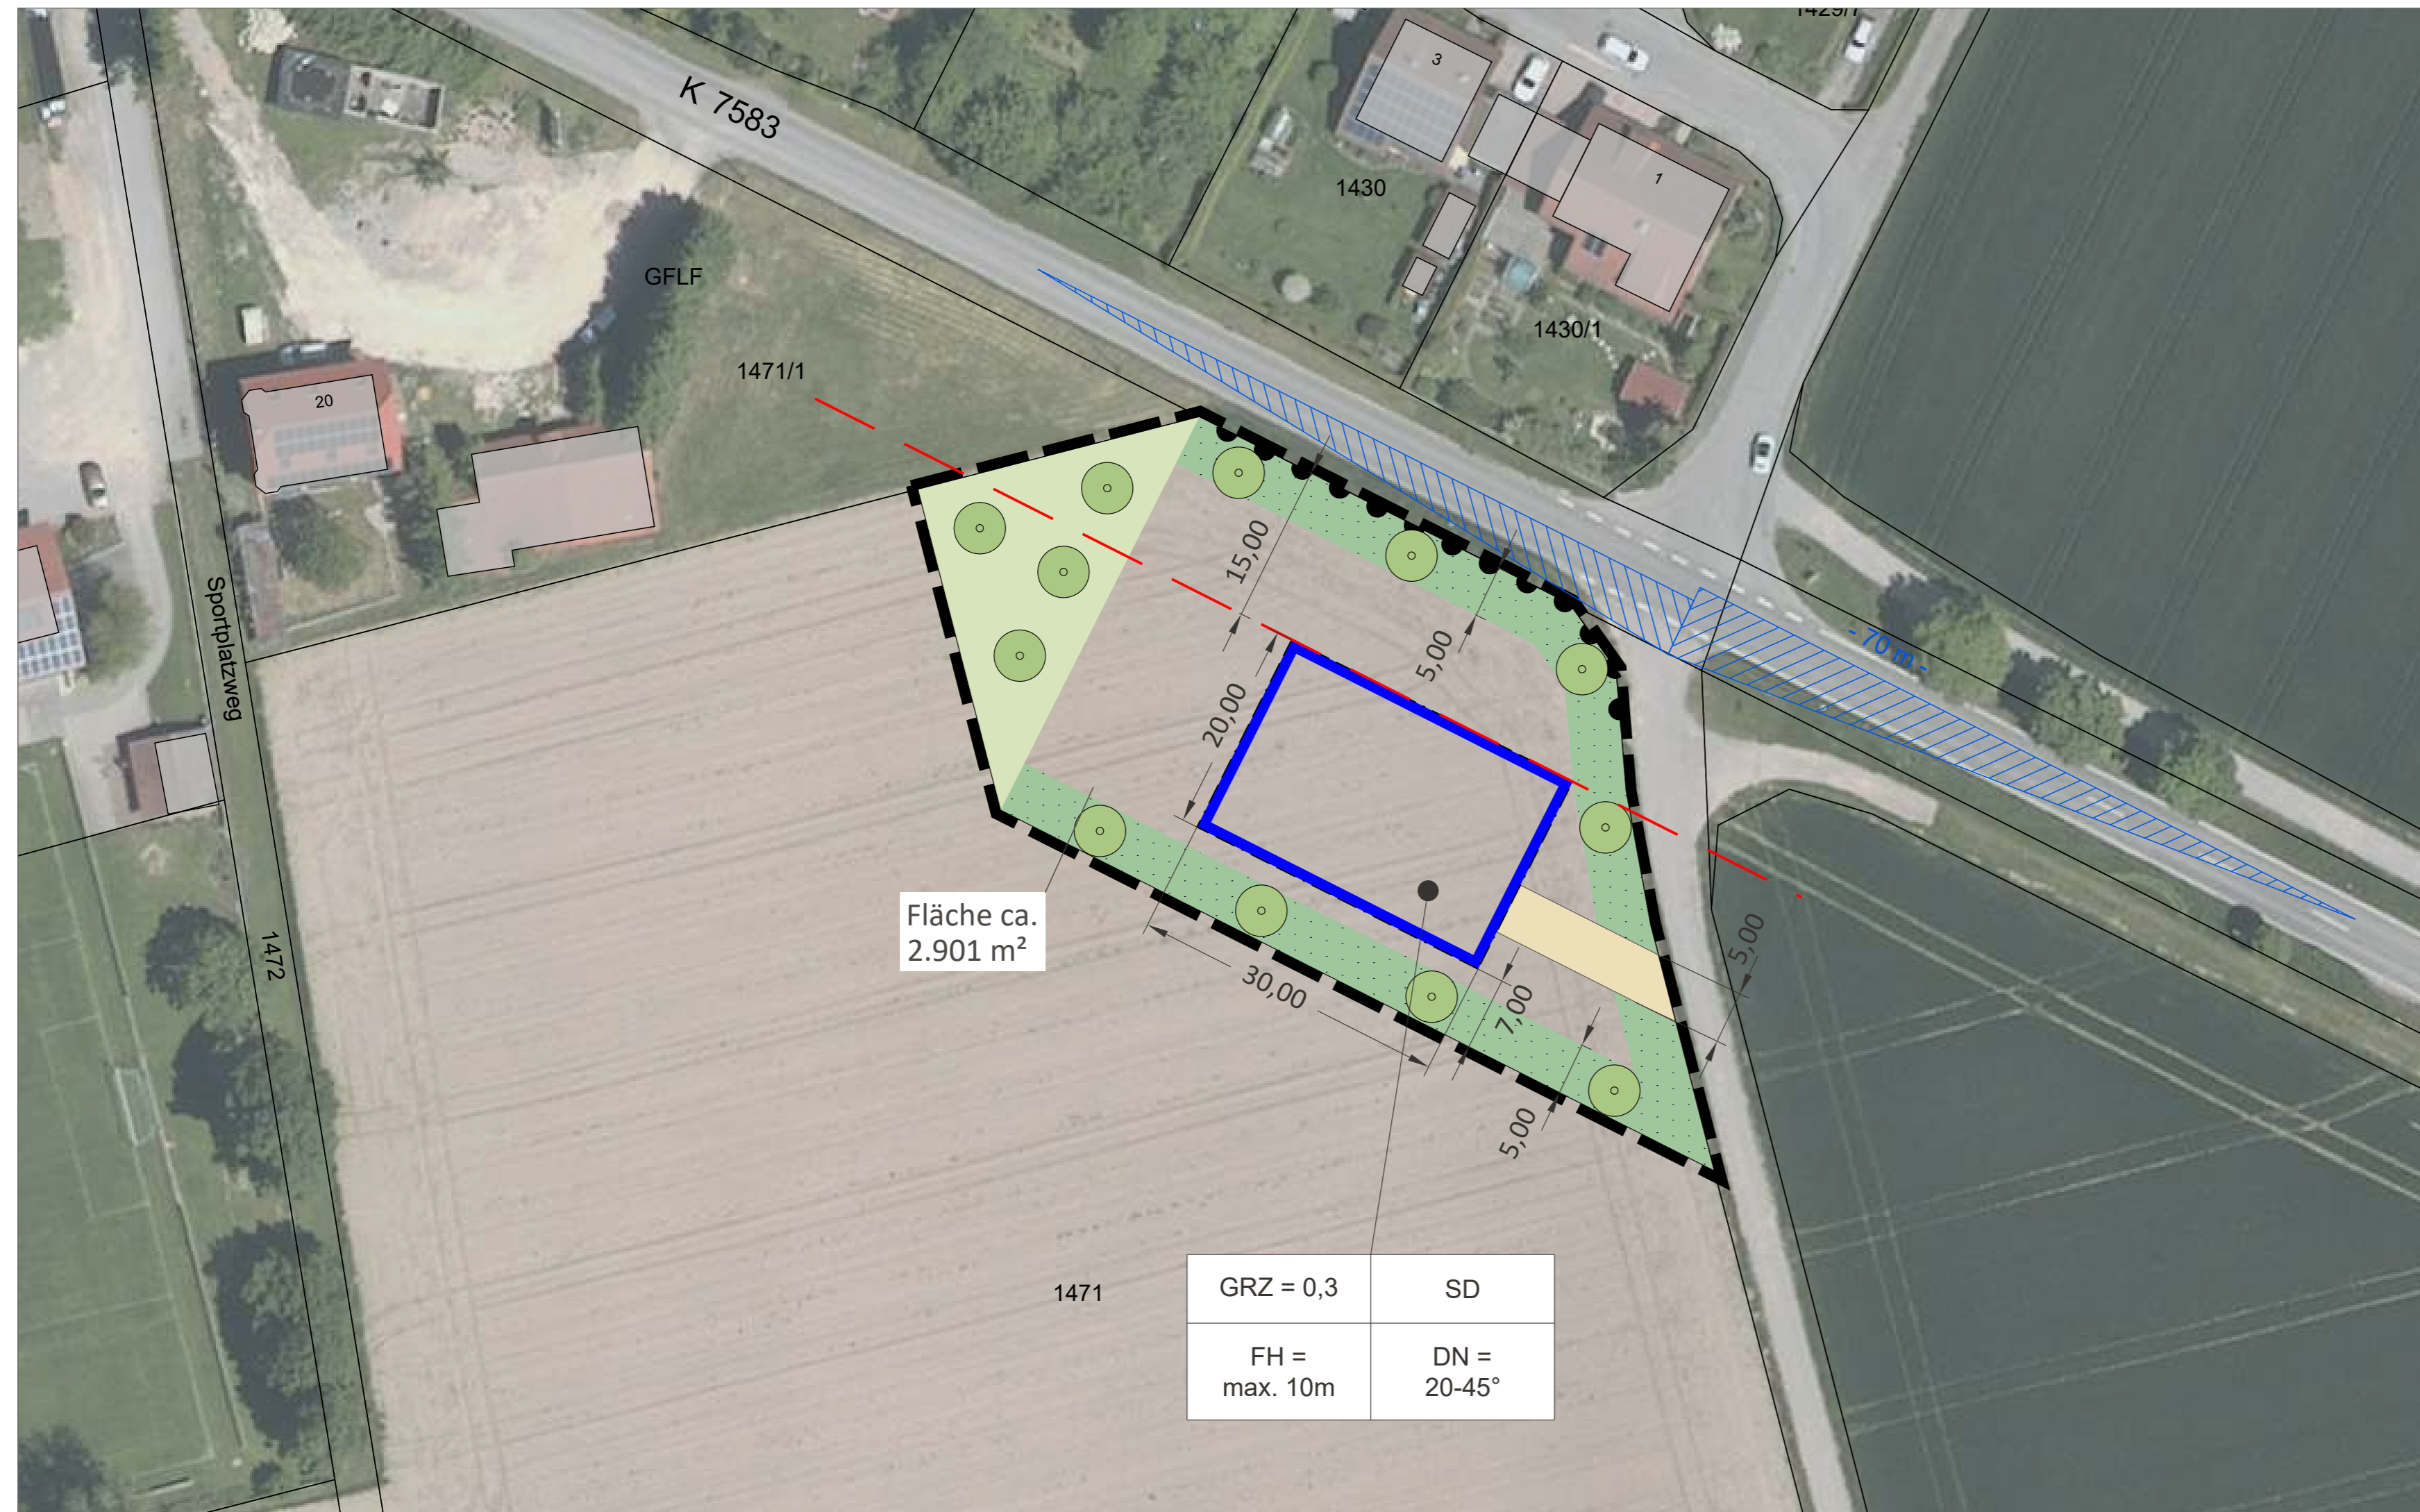 K 7583
3
1
1430
GFLF
1430/1
1471/1
20
15,00
5,00
- 70 m -
Sportplatzweg
20,00
Fläche ca.
2.901 m²
5,00
1472
30,00
7,00
5,00
1471
GRZ = 0,3
SD
FH =
max. 10m
DN =
20-45°